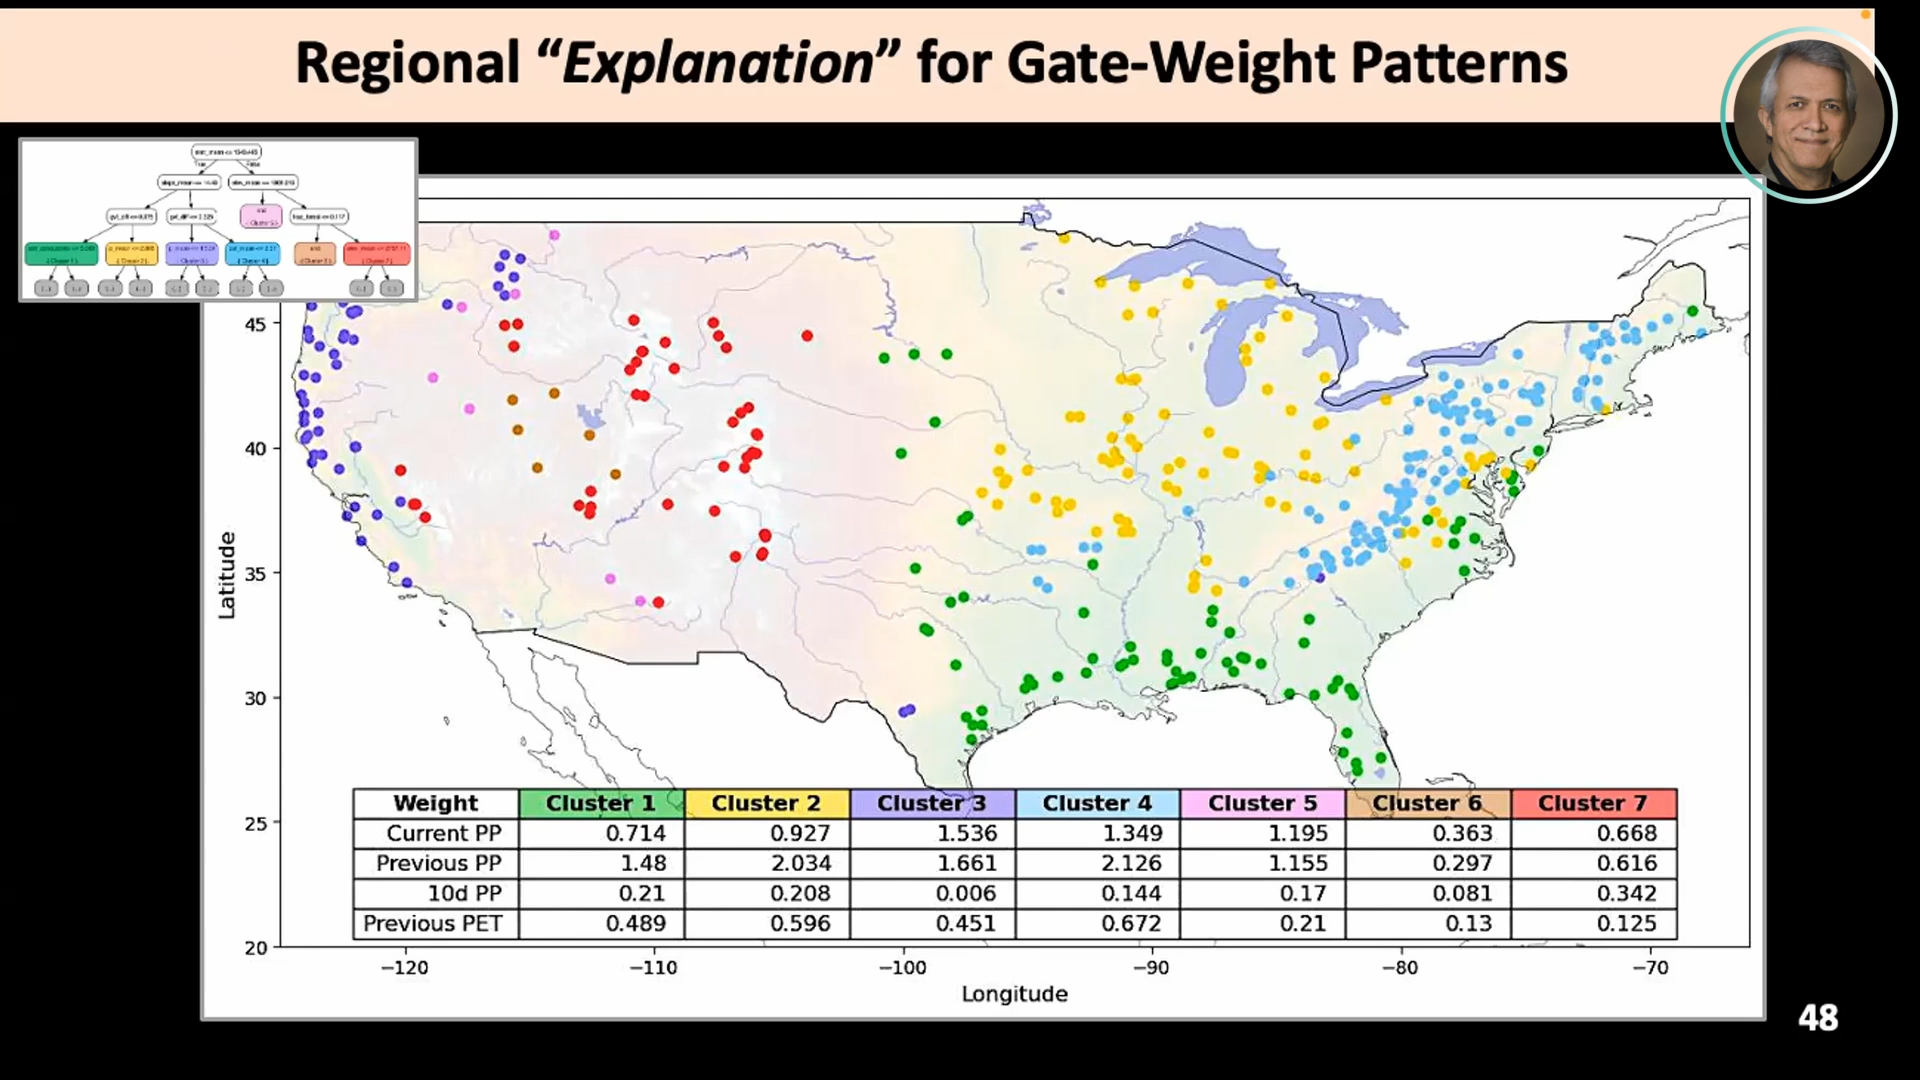 Regional “Explanation” for Gate-Weight Patterns
45
40
35
30
25
20
Latitude
Weight Cluster 1 Cluster 2 Cluster 3 Cluster 4 Cluster 5 Cluster 6 Cluster 7
Current PP 0.714 0.927 1.536 1.349 1.195 0.363 0.668
Previous PP 1.48 2.034 1.661 2.126 1.155 0.297 0.616
10d PP 0.21 0.208 0.006 0.144 0.17 0.081 0.342
Previous PET 0.489 0.596 0.451 0.672 0.21 0.13 0.125
−120 −110 −100 −90 −80 −70
Longitude
48